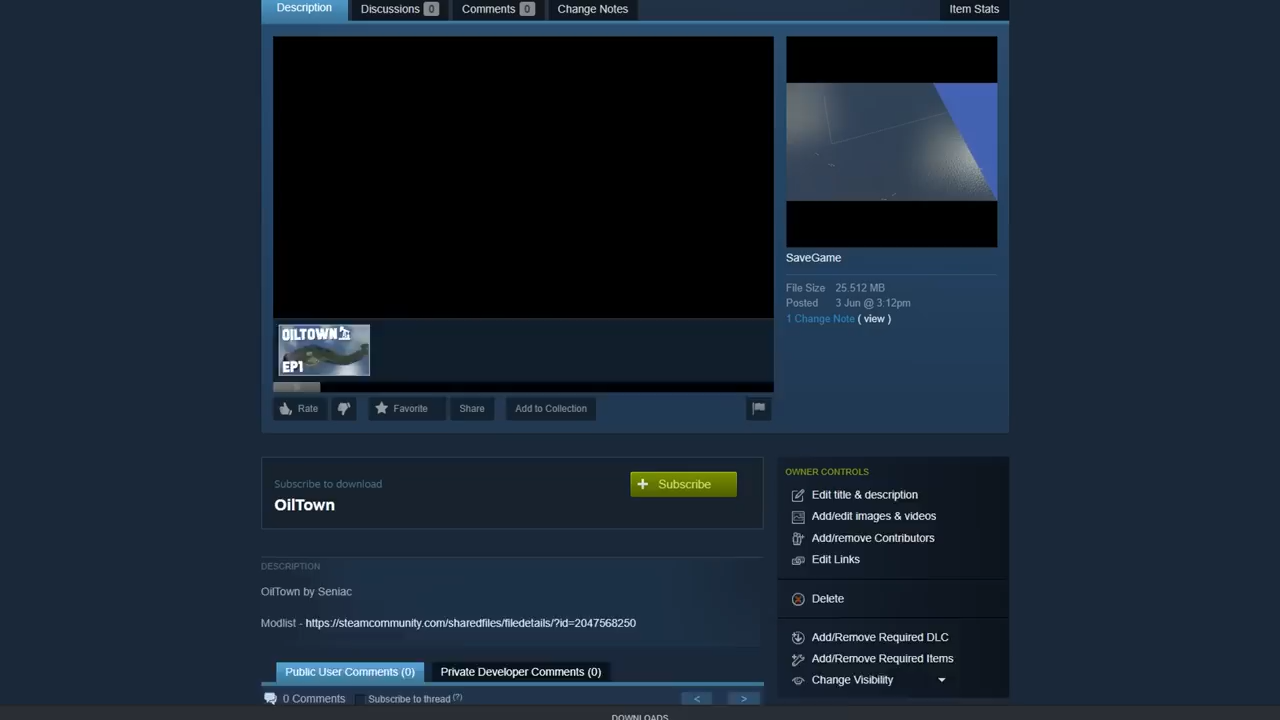 Description
Discussions 0
Comments 0
Change Notes
Item Stats
OILTOWN
EP1
SaveGame
File Size 25.512 MB
Posted 3 Jun @ 3:12pm
1 Change Note ( view )
Rate
Favorite
Share
Add to Collection
Subscribe to download
OilTown
+ Subscribe
DESCRIPTION
OilTown by Seniac
Modlist - https://steamcommunity.com/sharedfiles/filedetails/?id=2047568250
OWNER CONTROLS
Edit title & description
Add/edit images & videos
Add/remove Contributors
Edit Links
Delete
Add/Remove Required DLC
Add/Remove Required Items
Change Visibility
Public User Comments (0)
Private Developer Comments (0)
0 Comments
Subscribe to thread (?)
< >
DOWNLOADS